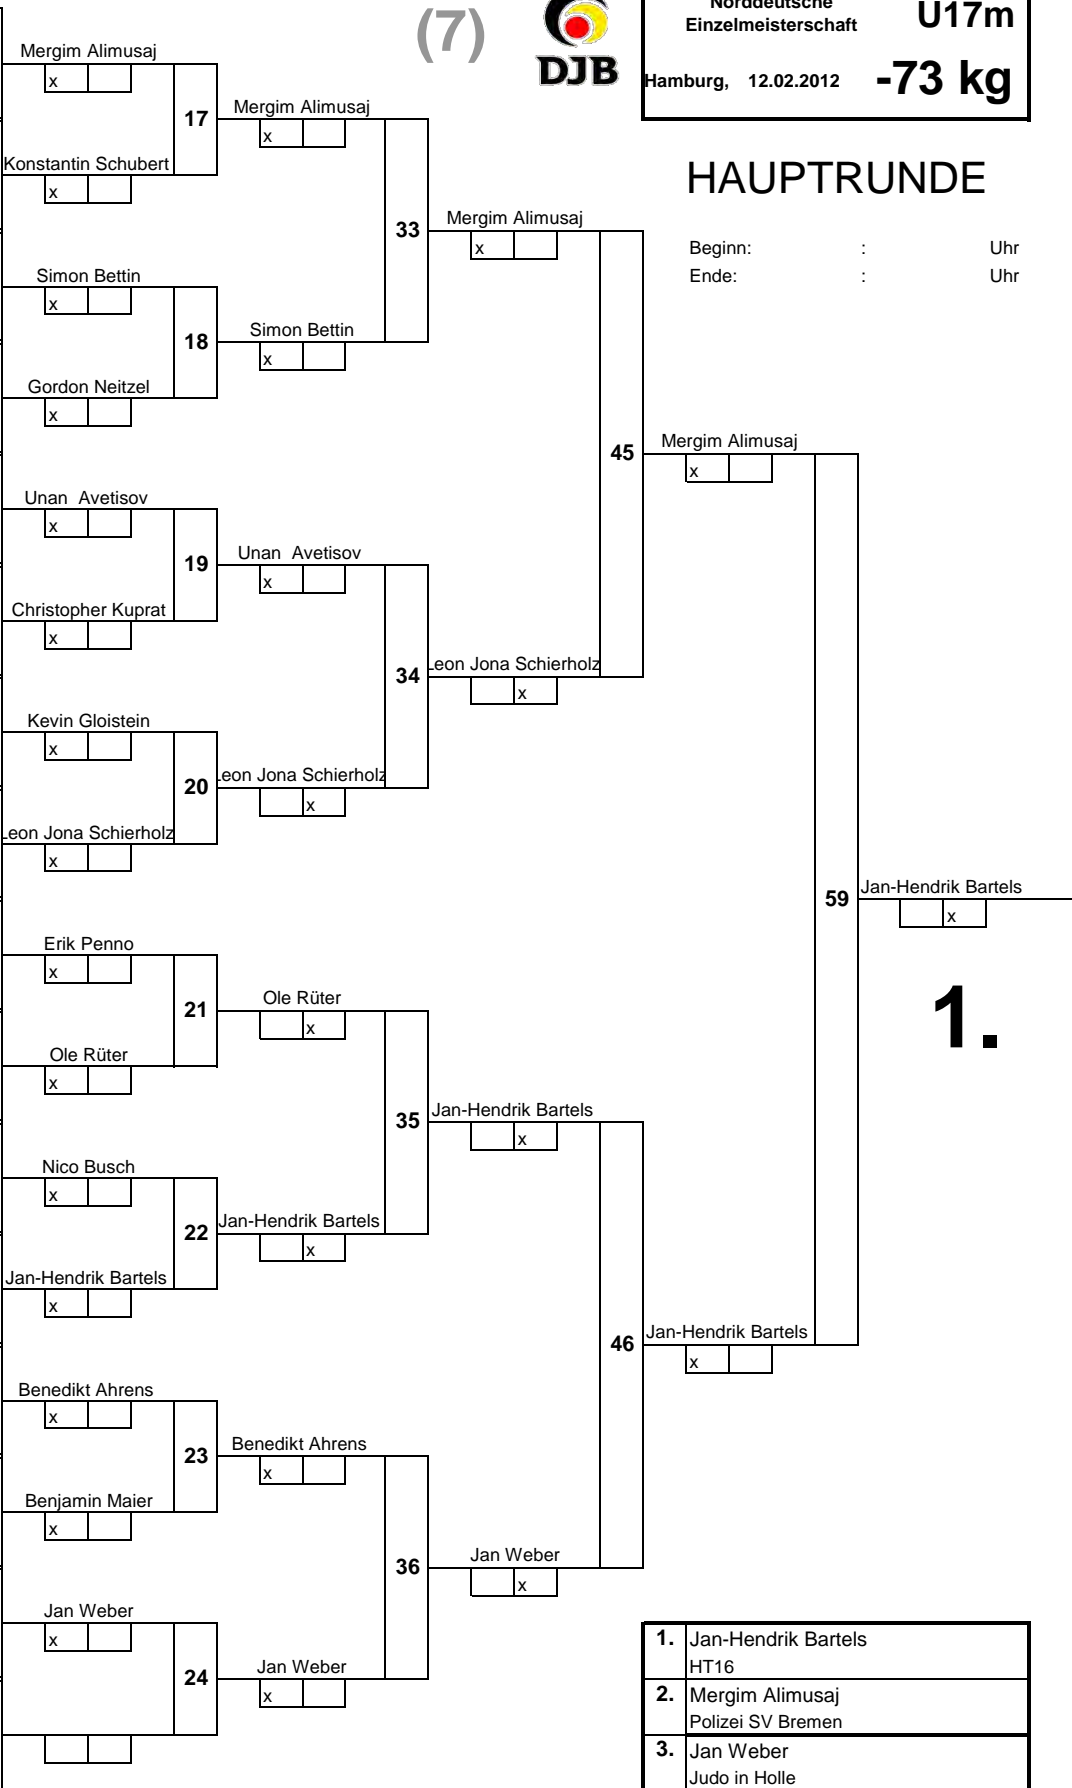 (7)
DJB
Norddeutsche
Einzelmeisterschaft
U17m
Hamburg, 12.02.2012
-73 kg
HAUPTRUNDE
Beginn: : Uhr
Ende: : Uhr
Mergim Alimusaj
x
17
Konstantin Schubert
x
Simon Bettin
x
18
Gordon Neitzel
x
Unan Avetisov
x
19
Christopher Kuprat
x
Kevin Gloistein
x
20
Leon Jona Schierholz
x
Erik Penno
x
21
Ole Rüter
x
Nico Busch
x
22
Jan-Hendrik Bartels
x
Benedikt Ahrens
x
23
Benjamin Maier
x
Jan Weber
x
24
Mergim Alimusaj
x
33
Simon Bettin
x
Unan Avetisov
x
34
Leon Jona Schierholz
x
Ole Rüter
x
35
Jan-Hendrik Bartels
x
Benedikt Ahrens
x
36
Jan Weber
x
Mergim Alimusaj
x
45
Leon Jona Schierholz
x
Jan-Hendrik Bartels
x
46
Jan Weber
x
Mergim Alimusaj
x
59
Jan-Hendrik Bartels
x
Jan-Hendrik Bartels
x
1.
1. Jan-Hendrik Bartels
HT16
2. Mergim Alimusaj
Polizei SV Bremen
3. Jan Weber
Judo in Holle